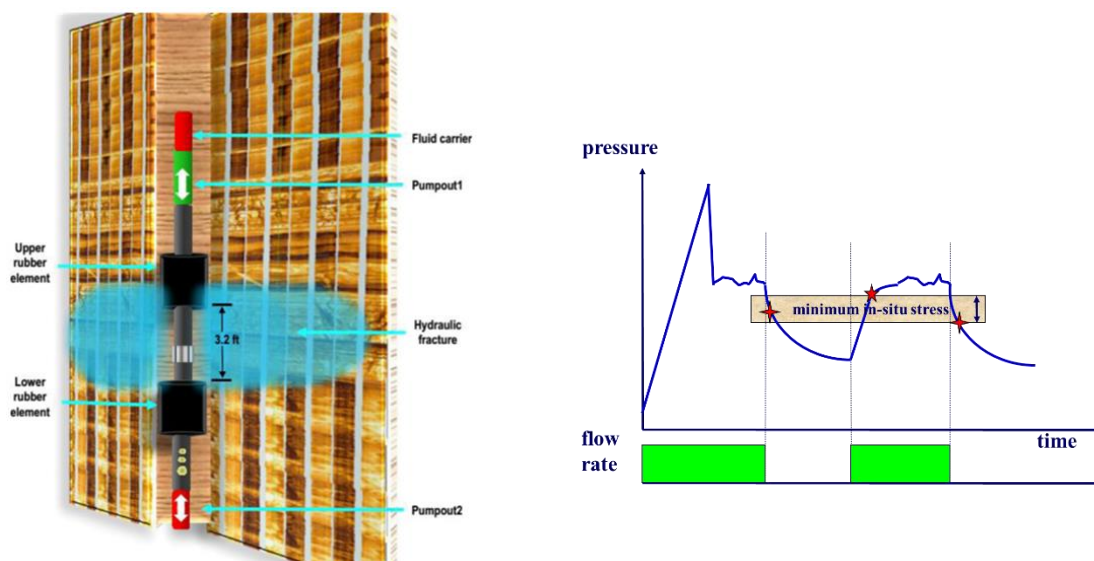 Fluid carrier
Pumpout1
Upper
rubber
element
3.2 ft
Hydraulic
fracture
Lower
rubber
element
Pumpout2
pressure
minimum in-situ stress
flow
rate
time